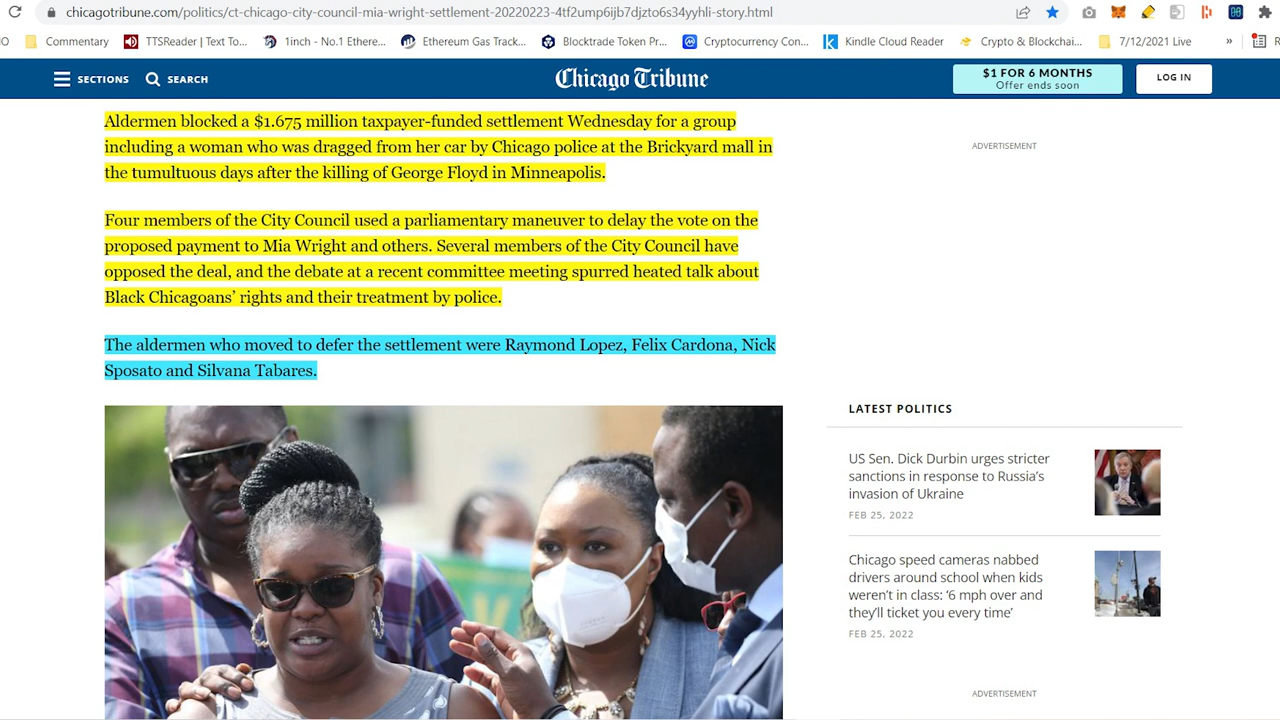 chicagotribune.com/politics/ct-chicago-city-council-mia-wright-settlement-20220223-4tf2ump6ijb7djzto6s34yyhli-story.html
IO Commentary TTSReader | Text To... 1inch - No.1 Ethere... Ethereum Gas Track... Blocktrade Token Pr... Cryptocurrency Con... Kindle Cloud Reader Crypto & Blockchai... 7/12/2021 Live » R
SECTIONS SEARCH Chicago Tribune $1 FOR 6 MONTHS LOG IN
Offer ends soon
Aldermen blocked a $1.675 million taxpayer-funded settlement Wednesday for a group
including a woman who was dragged from her car by Chicago police at the Brickyard mall in
the tumultuous days after the killing of George Floyd in Minneapolis.
Four members of the City Council used a parliamentary maneuver to delay the vote on the
proposed payment to Mia Wright and others. Several members of the City Council have
opposed the deal, and the debate at a recent committee meeting spurred heated talk about
Black Chicagoans’ rights and their treatment by police.
The aldermen who moved to defer the settlement were Raymond Lopez, Felix Cardona, Nick
Sposato and Silvana Tabares.
ADVERTISEMENT
LATEST POLITICS
US Sen. Dick Durbin urges stricter
sanctions in response to Russia’s
invasion of Ukraine
FEB 25, 2022
Chicago speed cameras nabbed
drivers around school when kids
weren’t in class: ‘6 mph over and
they’ll ticket you every time’
FEB 25, 2022
ADVERTISEMENT